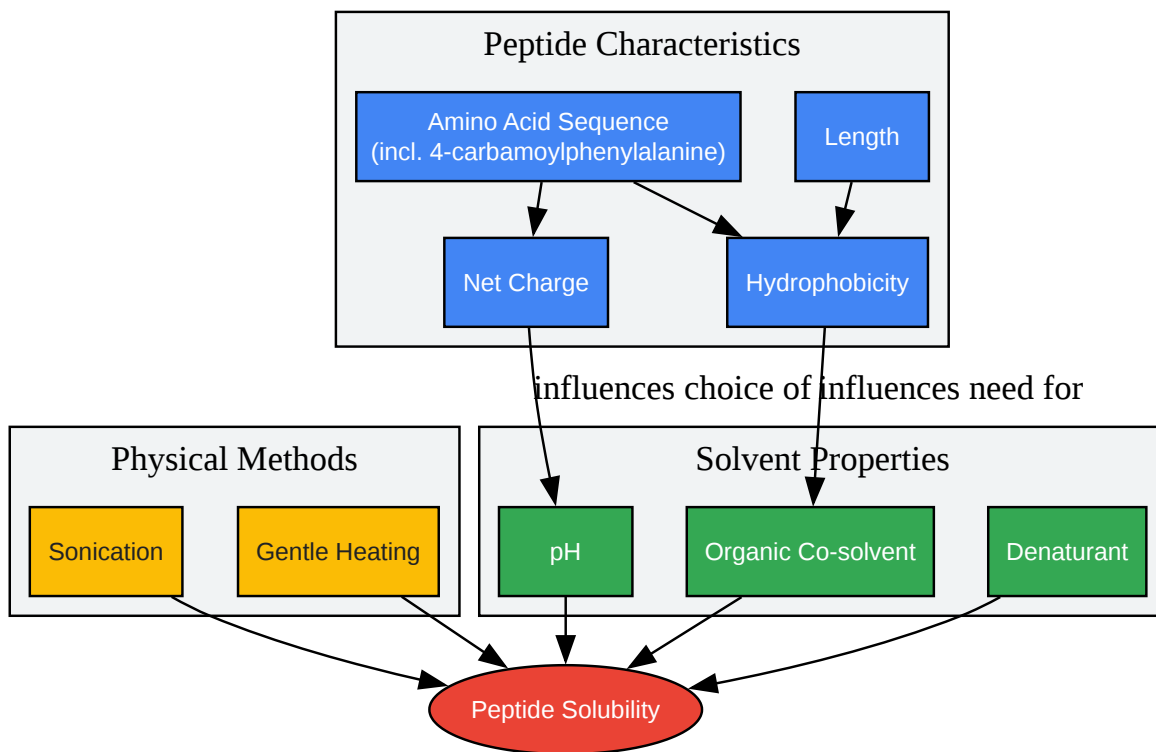 Peptide Characteristics
Amino Acid Sequence
(incl. 4-carbamoylphenylalanine)
Length
Net Charge
Hydrophobicity
influences choice of
influences need for
Physical Methods
Solvent Properties
Sonication
Gentle Heating
pH
Organic Co-solvent
Denaturant
Peptide Solubility